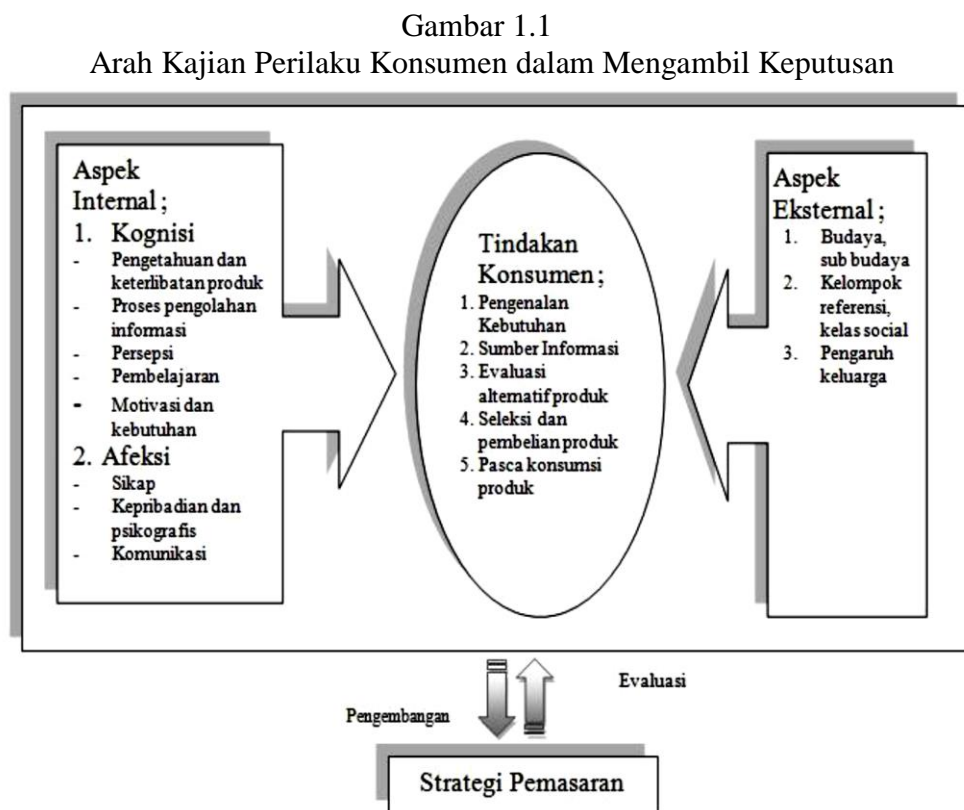 Gambar 1.1
Arah Kajian Perilaku Konsumen dalam Mengambil Keputusan
Aspek
Internal ;
1. Kognisi
- Pengetahuan dan
keterlibatan produk
- Proses pengolahan
informasi
- Persepsi
- Pembelajaran
- Motivasi dan
kebutuhan
2. Afeksi
- Sikap
- Kepribadian dan
psikografis
- Komunikasi
Tindakan
Konsumen ;
1. Pengenalan
Kebutuhan
2. Sumber Informasi
3. Evaluasi
alternatif produk
4. Seleksi dan
pembelian produk
5. Pasca konsumsi
produk
Aspek
Eksternal ;
1. Budaya,
sub budaya
2. Kelompok
referensi,
kelas social
3. Pengaruh
keluarga
Evaluasi
Pengembangan
Strategi Pemasaran